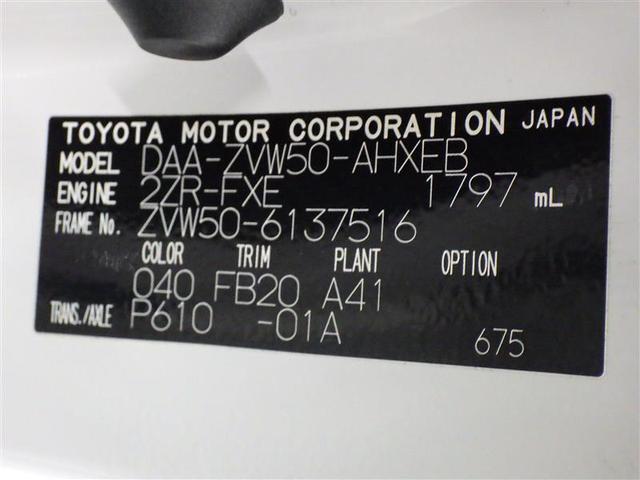 TOYOTA MOTOR CORPORATION JAPAN
MODEL DAA-ZVW50-AHXEB
ENGINE 2ZR-FXE 1797 mL
FRAME No. ZVW50-6137516
COLOR TRIM PLANT OPTION
040 FB20 A41
TRANS./AXLE P610 -01A
675